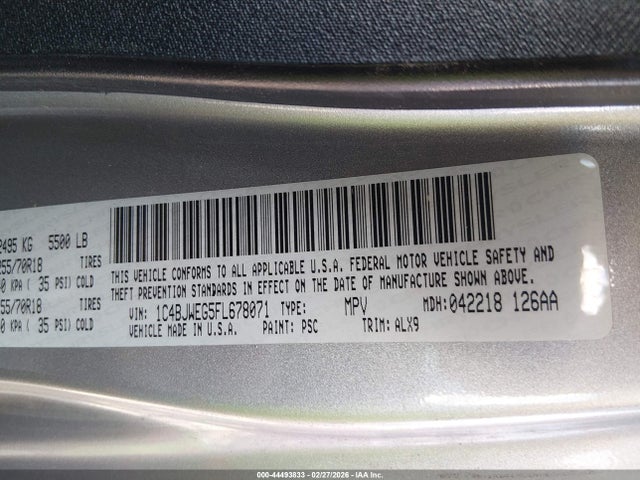 2495 KG 5500 LB
255/70R18 TIRES
KPA ( 35 PSI) COLD
55/70R18 TIRES
KPA ( 35 PSI) COLD
THIS VEHICLE CONFORMS TO ALL APPLICABLE U.S.A. FEDERAL MOTOR VEHICLE SAFETY AND
THEFT PREVENTION STANDARDS IN EFFECT ON THE DATE OF MANUFACTURE SHOWN ABOVE.
VIN: 1C4BJWEG5FL678071 TYPE: MPV MDH: 042218 126AA
VEHICLE MADE IN U.S.A. PAINT: PSC TRIM: ALX9
000-44493833 - 02/27/2026 - IAA Inc.